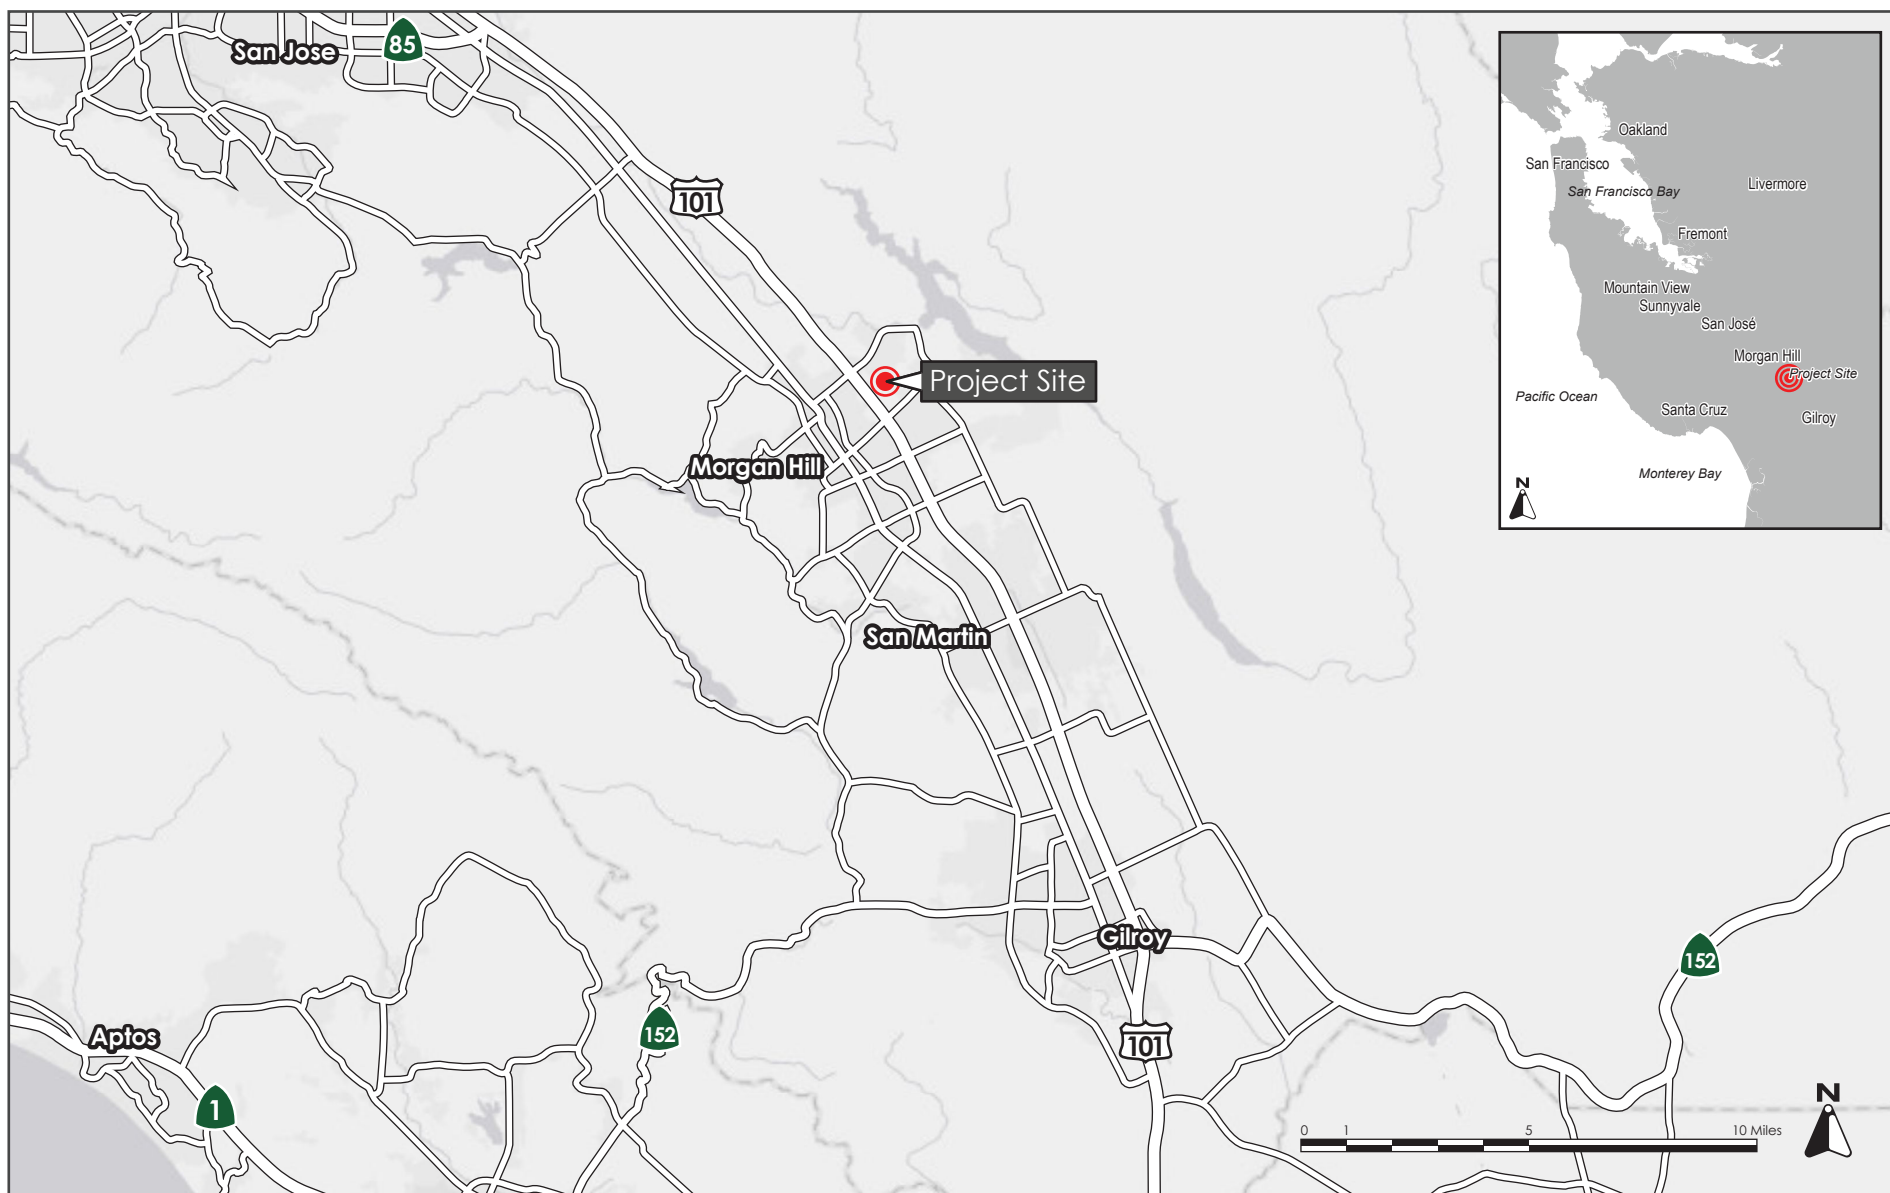 San Jose
85
101
Project Site
Morgan Hill
San Martin
Gilroy
152
152
Aptos
1
101
0 1 5 10 Miles
N
Oakland
San Francisco
San Francisco Bay
Livermore
Fremont
Mountain View
Sunnyvale
San José
Morgan Hill
Project Site
Pacific Ocean
Santa Cruz
Gilroy
Monterey Bay
N